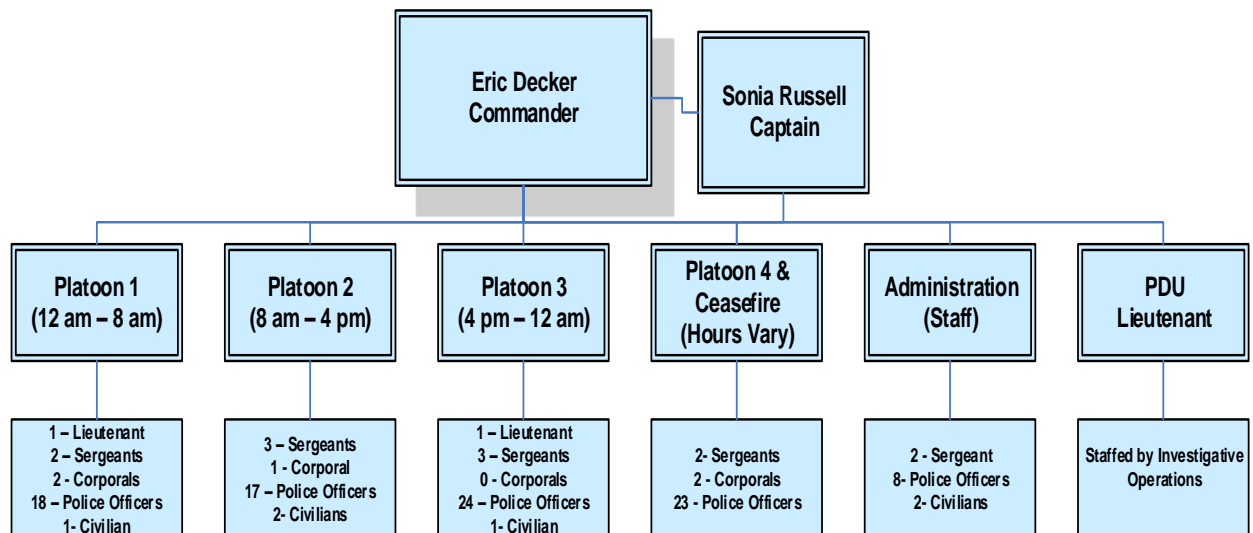 Eric Decker
Commander
Sonia Russell
Captain
Platoon 1
(12 am – 8 am)
Platoon 2
(8 am – 4 pm)
Platoon 3
(4 pm – 12 am)
Platoon 4 &
Ceasefire
(Hours Vary)
Administration
(Staff)
PDU
Lieutenant
1 – Lieutenant
2 – Sergeants
2 - Corporals
18 – Police Officers
1- Civilian
3 – Sergeants
1 - Corporal
17 – Police Officers
2- Civilians
1 – Lieutenant
3 – Sergeants
0 - Corporals
24 – Police Officers
1- Civilian
2- Sergeants
2 - Corporals
23 - Police Officers
2 - Sergeant
8- Police Officers
2- Civilians
Staffed by Investigative
Operations